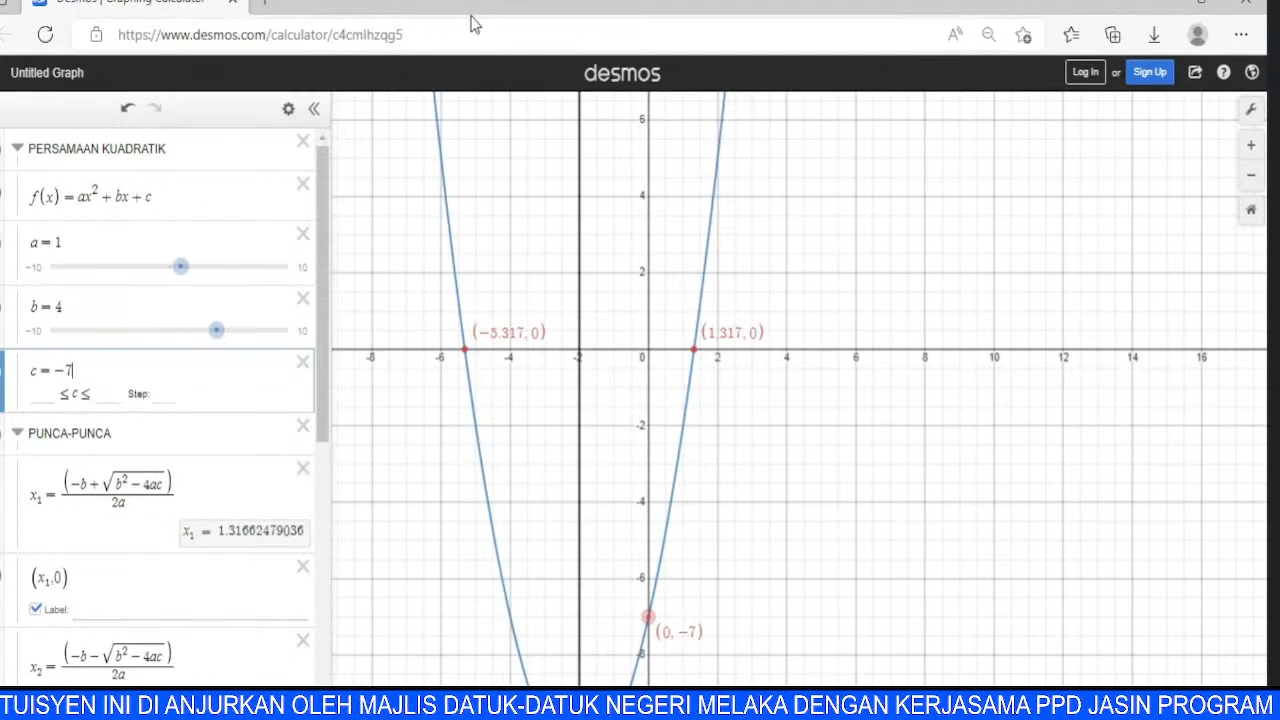 Desmos | Graphing Calculator
https://www.desmos.com/calculator/c4cmlhzqg5
Untitled Graph
desmos
Log In or Sign Up
PERSAMAAN KUADRATIK
f(x) = ax² + bx + c
a = 1
-10 10
b = 4
-10 10
c = −7
≤ c ≤ Step:
PUNCA-PUNCA
x₁ = (−b + √(b² − 4ac)) / 2a
x₁ = 1.31662479036
(x₁,0)
Label:
x₂ = (−b − √(b² − 4ac)) / 2a
6
4
2
(−5.317, 0) (1.317, 0)
-8 -6 -4 -2 0 2 4 6 8 10 12 14 16
-2
-4
-6
(0, −7)
-8
TUISYEN INI DI ANJURKAN OLEH MAJLIS DATUK-DATUK NEGERI MELAKA DENGAN KERJASAMA PPD JASIN PROGRAM